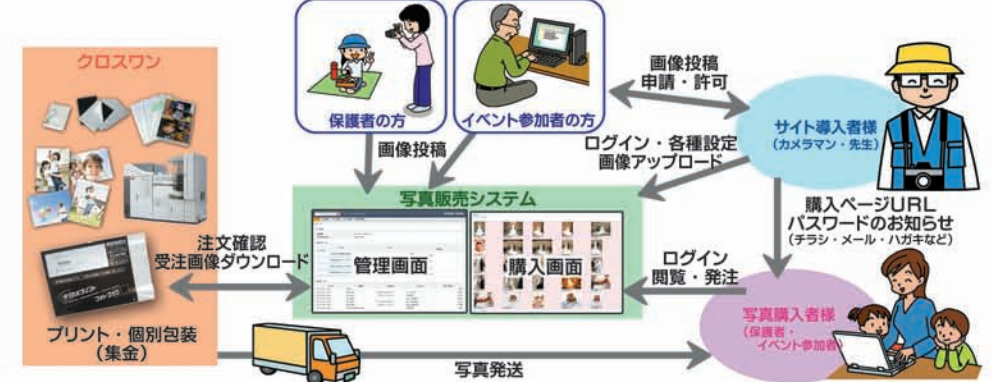 クロスワン
保護者の方
イベント参加者の方
画像投稿
申請・許可
サイト導入者様
(カメラマン・先生)
画像投稿
ログイン・各種設定
画像アップロード
写真販売システム
管理画面
購入画面
注文確認
受注画像ダウンロード
購入ページURL
パスワードのお知らせ
(チラシ・メール・ハガキなど)
ログイン
閲覧・発注
プリント・個別包装
(集金)
写真購入者様
(保護者・
イベント参加者)
写真発送